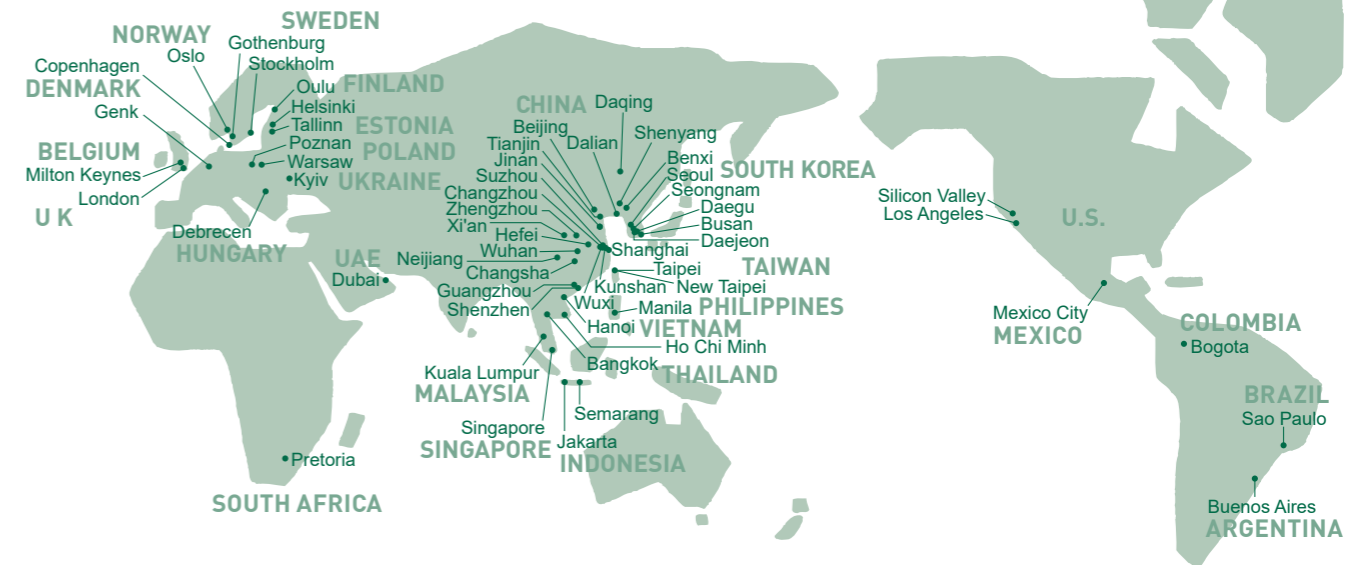 SWEDEN
NORWAY
Gothenburg
Oslo
Copenhagen
Stockholm
DENMARK
Oulu
FINLAND
Genk
Helsinki
Tallinn
ESTONIA
Poznan
BELGIUM
POLAND
Milton Keynes
Warsaw
Kyiv
UKRAINE
London
U K
Debrecen
HUNGARY
UAE
Dubai
Pretoria
SOUTH AFRICA
CHINA
Daqing
Beijing
Dalian
Shenyang
Tianjin
Jinan
Benxi
Suzhou
Seoul
SOUTH KOREA
Changzhou
Seongnam
Zhengzhou
Daegu
Xi'an
Busan
Hefei
Daejeon
Wuhan
Shanghai
Neijiang
Changsha
Taipei
TAIWAN
Guangzhou
Kunshan
New Taipei
Shenzhen
Wuxi
Manila
PHILIPPINES
Hanoi
VIETNAM
Ho Chi Minh
Bangkok
THAILAND
Kuala Lumpur
MALAYSIA
Semarang
Singapore
SINGAPORE
Jakarta
INDONESIA
Silicon Valley
Los Angeles
U.S.
Mexico City
MEXICO
COLOMBIA
Bogota
BRAZIL
Sao Paulo
Buenos Aires
ARGENTINA